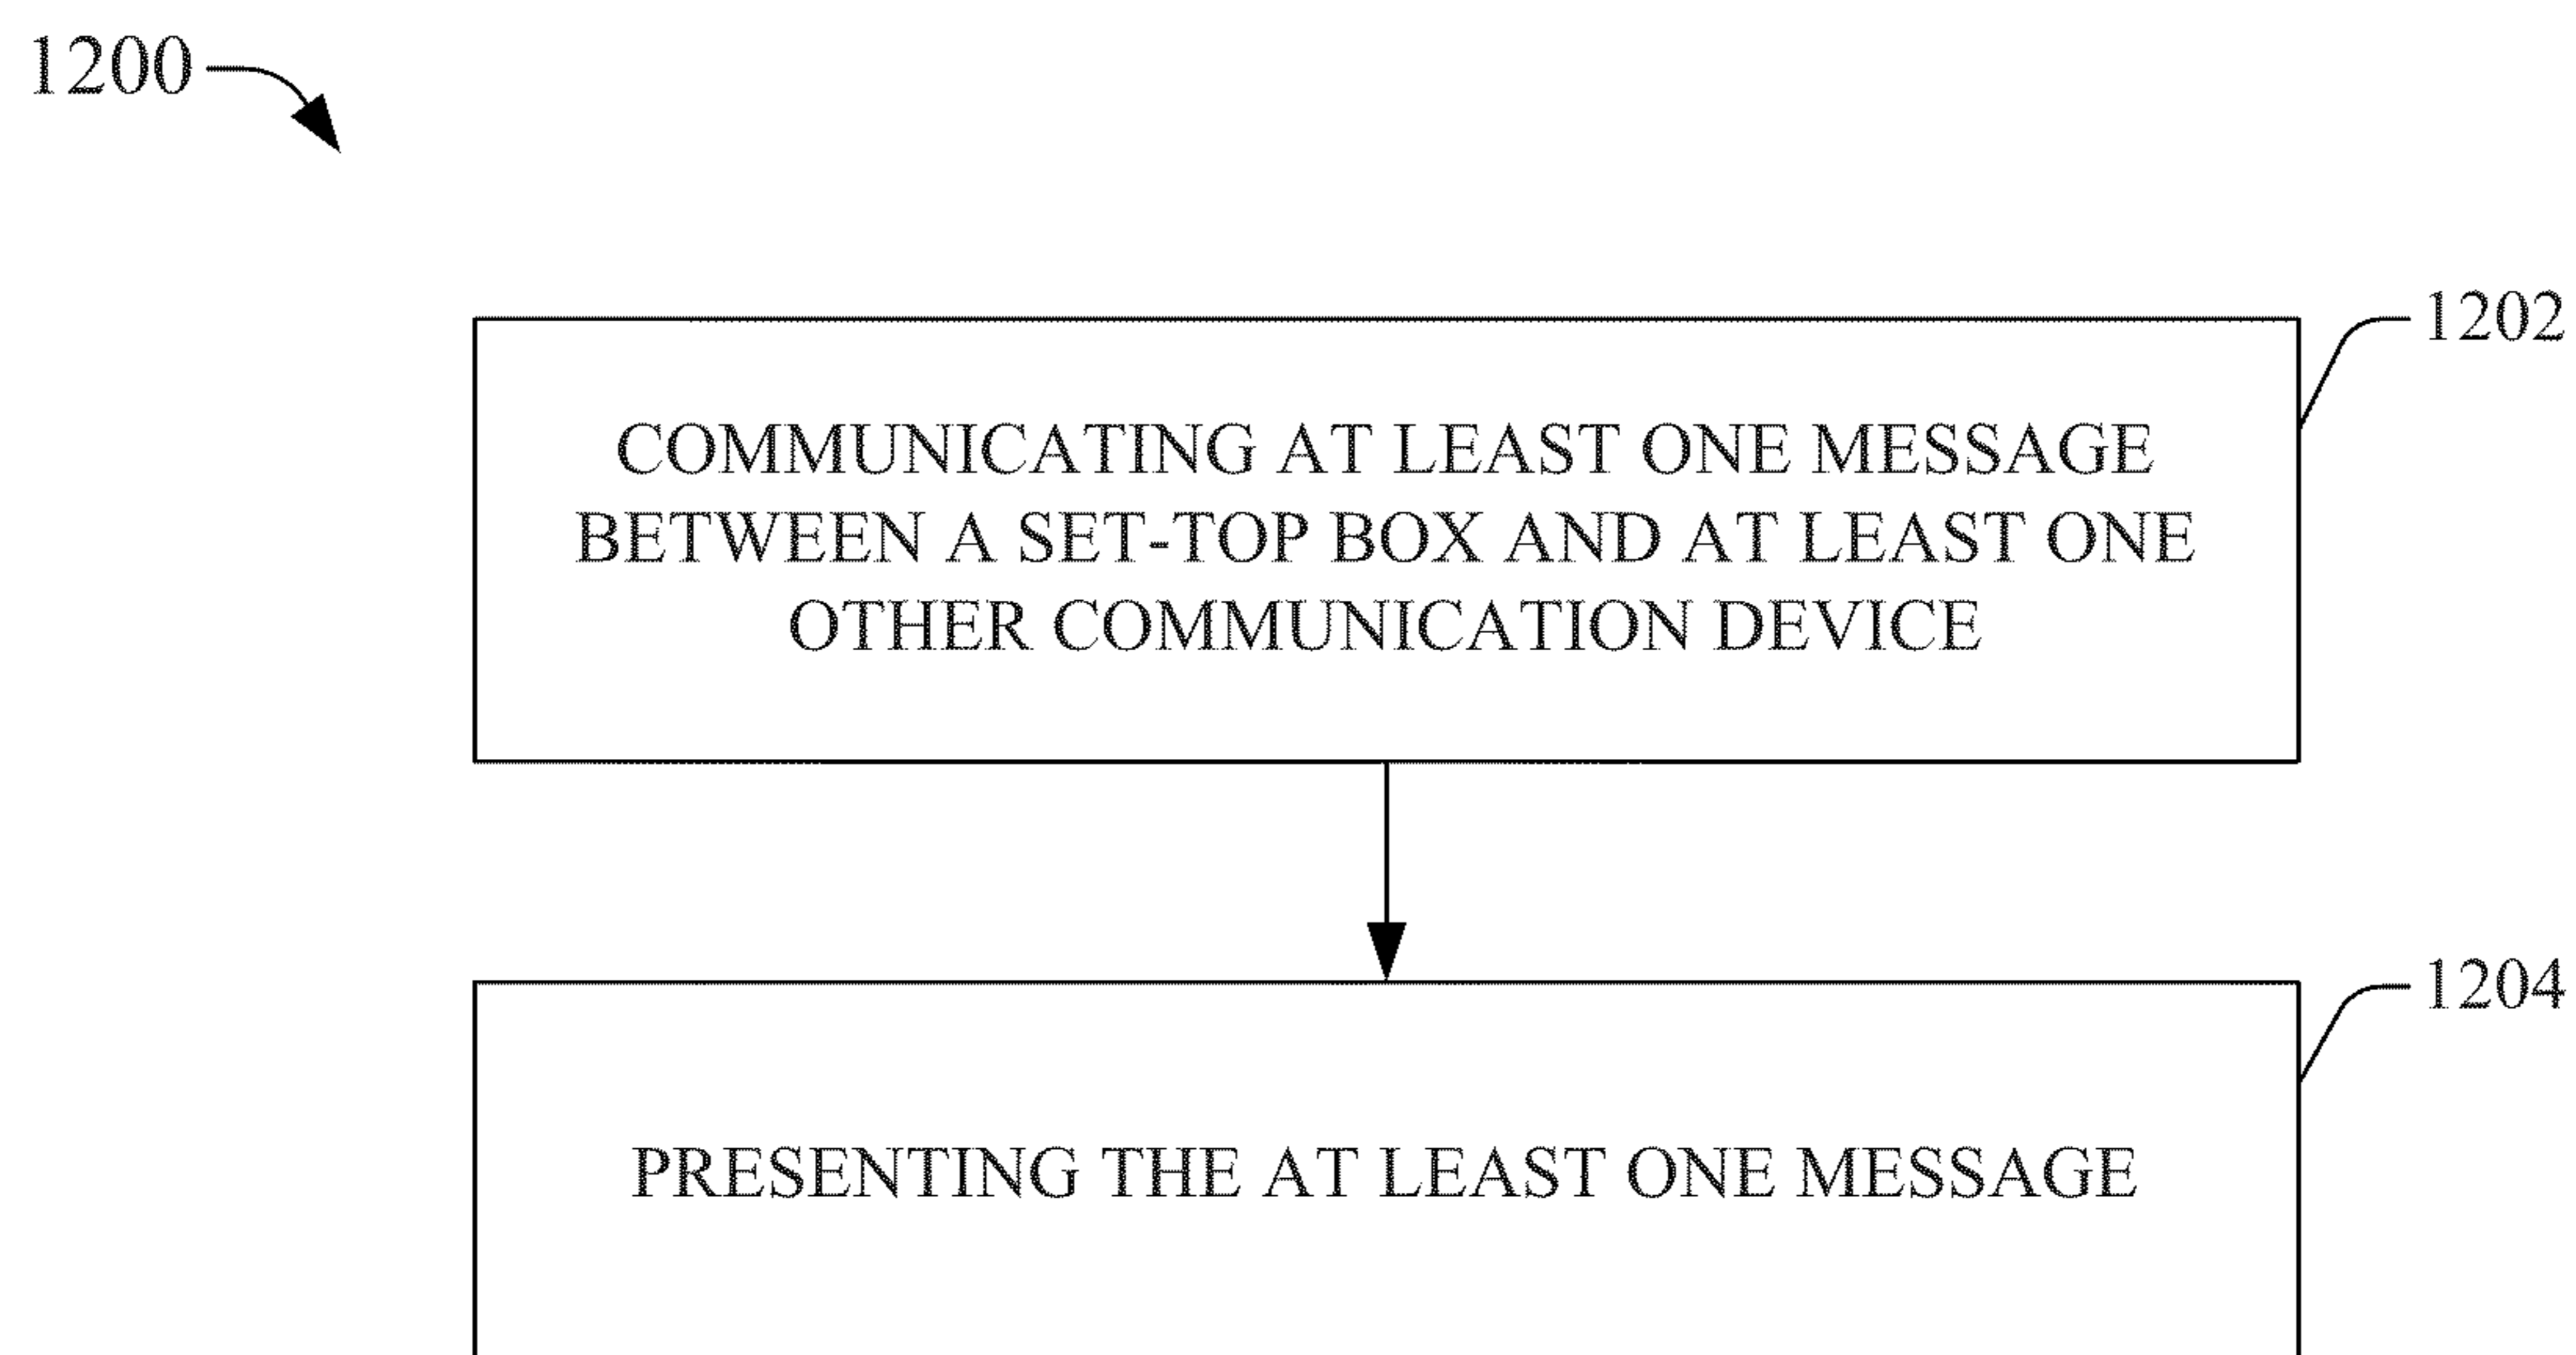 1200
1202
COMMUNICATING AT LEAST ONE MESSAGE
BETWEEN A SET-TOP BOX AND AT LEAST ONE
OTHER COMMUNICATION DEVICE
1204
PRESENTING THE AT LEAST ONE MESSAGE